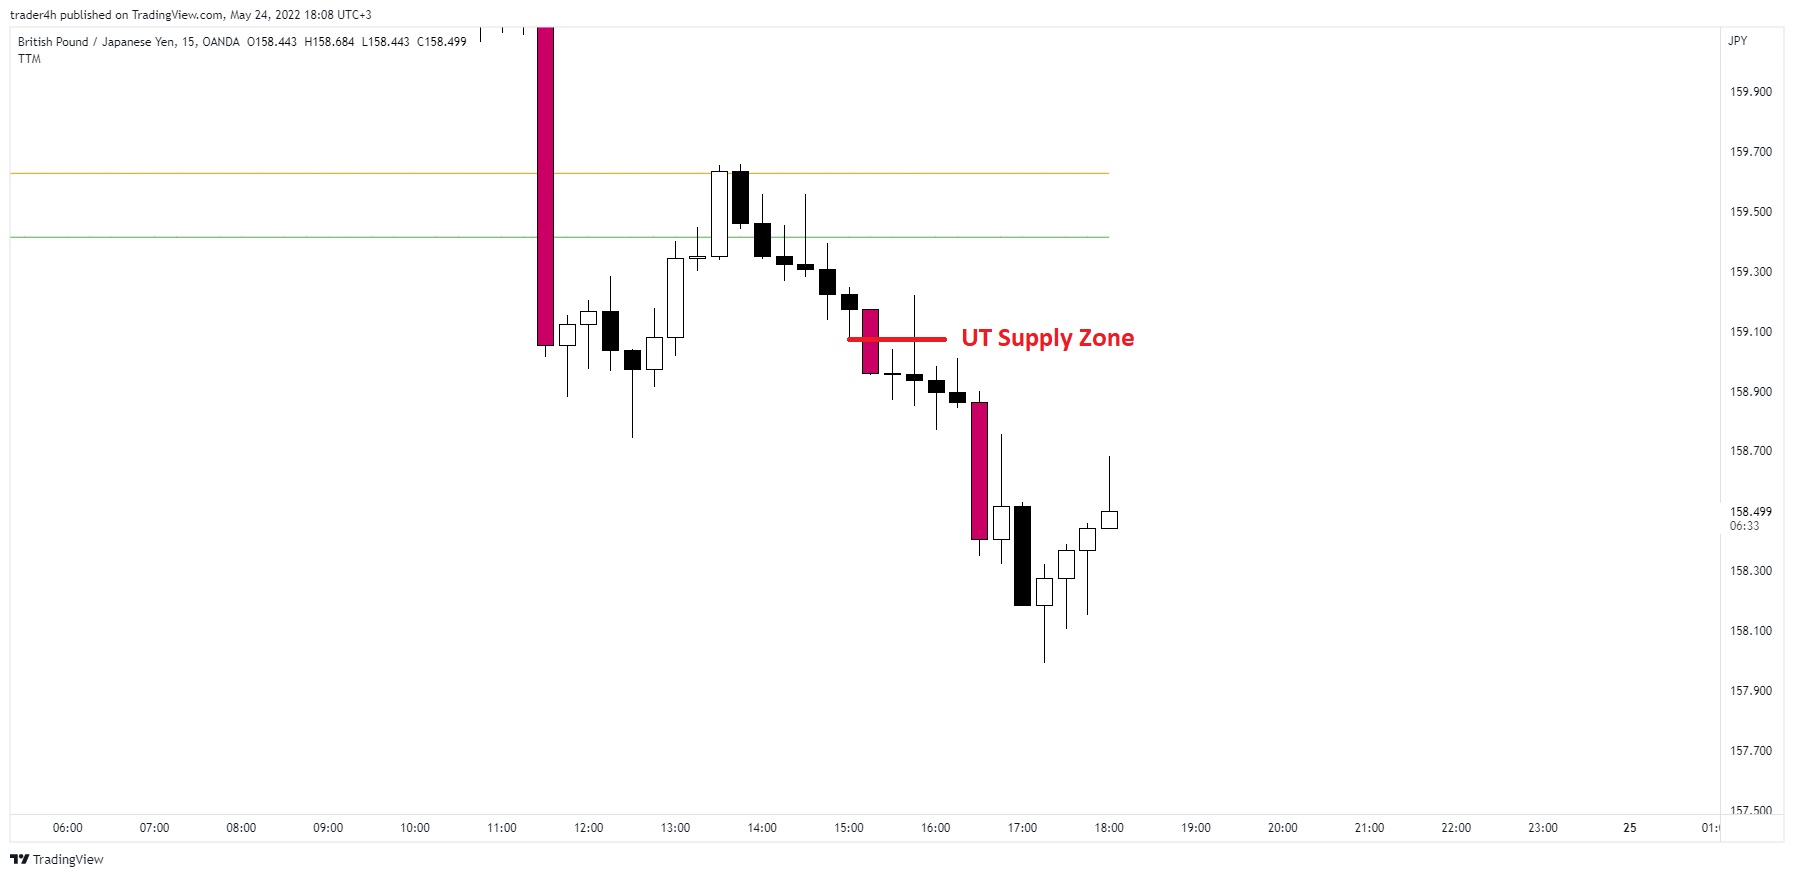 trader4h published on TradingView.com, May 24, 2022 18:08 UTC+3
British Pound / Japanese Yen, 15, OANDA O158.443 H158.684 L158.443 C158.499
TTM
JPY
159.900
159.700
159.500
159.300
159.100
UT Supply Zone
158.900
158.700
158.499
06:33
158.300
158.100
157.900
157.700
157.500
06:00 07:00 08:00 09:00 10:00 11:00 12:00 13:00 14:00 15:00 16:00 17:00 18:00 19:00 20:00 21:00 22:00 23:00 25
TradingView